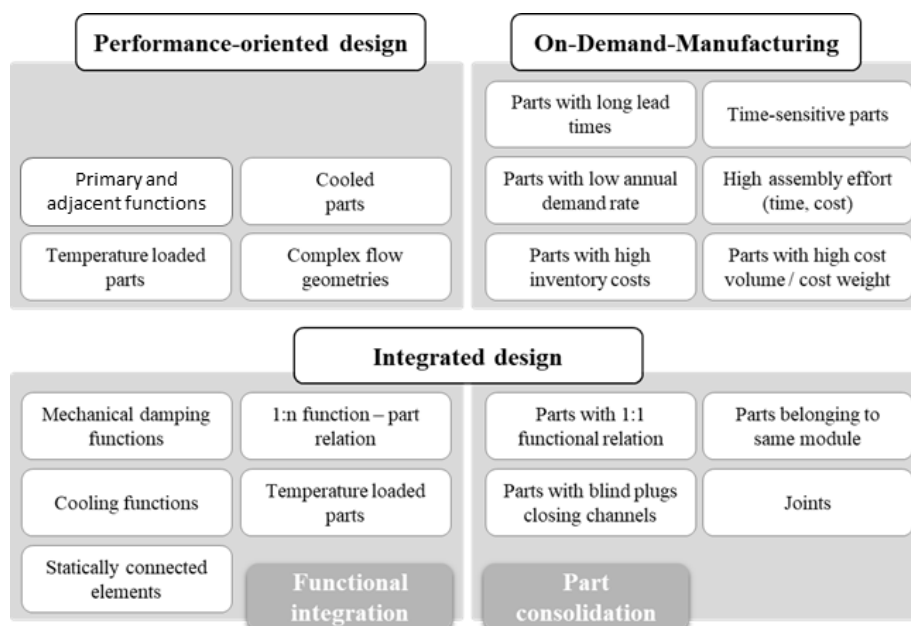 Performance-oriented design
Primary and
adjacent functions
Cooled
parts
Temperature loaded
parts
Complex flow
geometries
On-Demand-Manufacturing
Parts with long lead
times
Time-sensitive parts
Parts with low annual
demand rate
High assembly effort
(time, cost)
Parts with high
inventory costs
Parts with high cost
volume / cost weight
Integrated design
Mechanical damping
functions
1:n function – part
relation
Cooling functions
Temperature loaded
parts
Statically connected
elements
Functional
integration
Parts with 1:1
functional relation
Parts belonging to
same module
Parts with blind plugs
closing channels
Joints
Part
consolidation